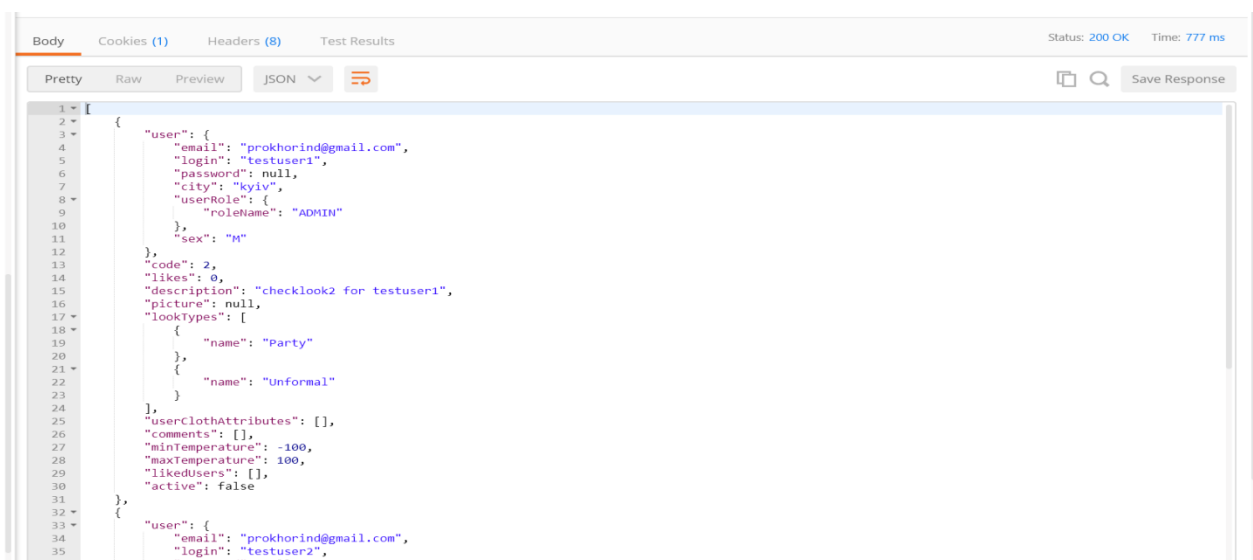 Body Cookies (1) Headers (8) Test Results Status: 200 OK Time: 777 ms
Pretty Raw Preview JSON Save Response
1 [
2 {
3 "user": {
4 "email": "prokhorind@gmail.com",
5 "login": "testuser1",
6 "password": null,
7 "city": "kyiv",
8 "userRole": {
9 "roleName": "ADMIN"
10 },
11 "sex": "M"
12 },
13 "code": 2,
14 "likes": 0,
15 "description": "checklook2 for testuser1",
16 "picture": null,
17 "lookTypes": [
18 {
19 "name": "Party"
20 },
21 {
22 "name": "Unformal"
23 }
24 ],
25 "userClothAttributes": [],
26 "comments": [],
27 "minTemperature": -100,
28 "maxTemperature": 100,
29 "likedUsers": [],
30 "active": false
31 },
32 {
33 "user": {
34 "email": "prokhorind@gmail.com",
35 "login": "testuser2",